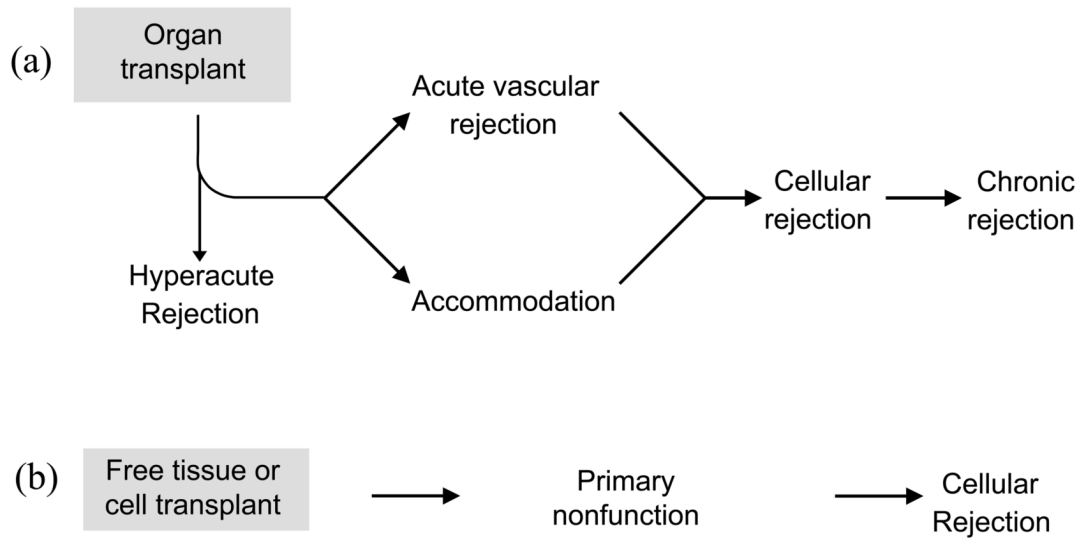 (a)
Organ
transplant
Acute vascular
rejection
Hyperacute
Rejection
Accommodation
Cellular
rejection
Chronic
rejection
(b)
Free tissue or
cell transplant
Primary
nonfunction
Cellular
Rejection